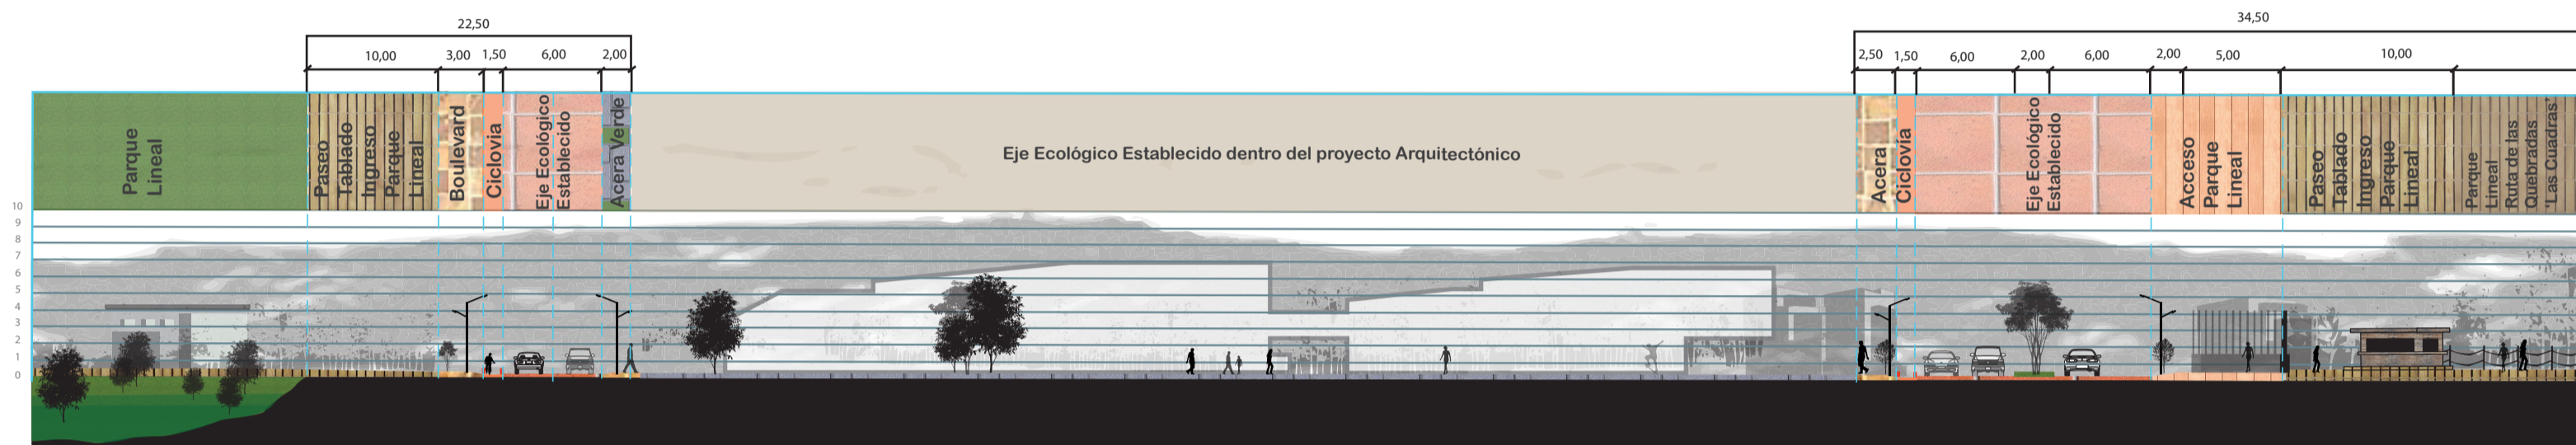 22,50
34,50
10,00 3,00 1,50 6,00 2,00
2,50 1,50 6,00 2,00 6,00 2,00 5,00 10,00
Parque
Lineal
Paseo
Tablado
Ingreso
Parque
Lineal
Boulevard
Ciclovia
Eje Ecológico
Establecido
Acera Verde
Eje Ecológico Establecido dentro del proyecto Arquitectónico
Acera
Ciclovía
Eje Ecológico
Establecido
Acceso
Parque
Lineal
Paseo
Tablado
Ingreso
Parque
Lineal
Parque
Lineal
Ruta de las
Quebradas
'Las Cuadras'
10
9
8
7
6
5
4
3
2
1
0